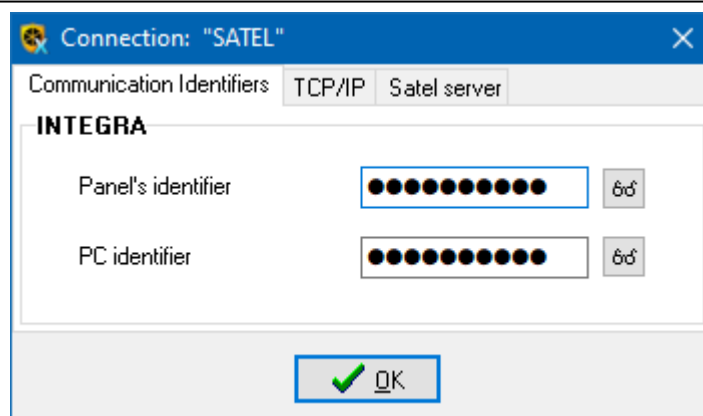 Connection: "SATEL"
Communication Identifiers TCP/IP Satel server
INTEGRA
Panel's identifier ●●●●●●●●●●
PC identifier ●●●●●●●●●●
OK